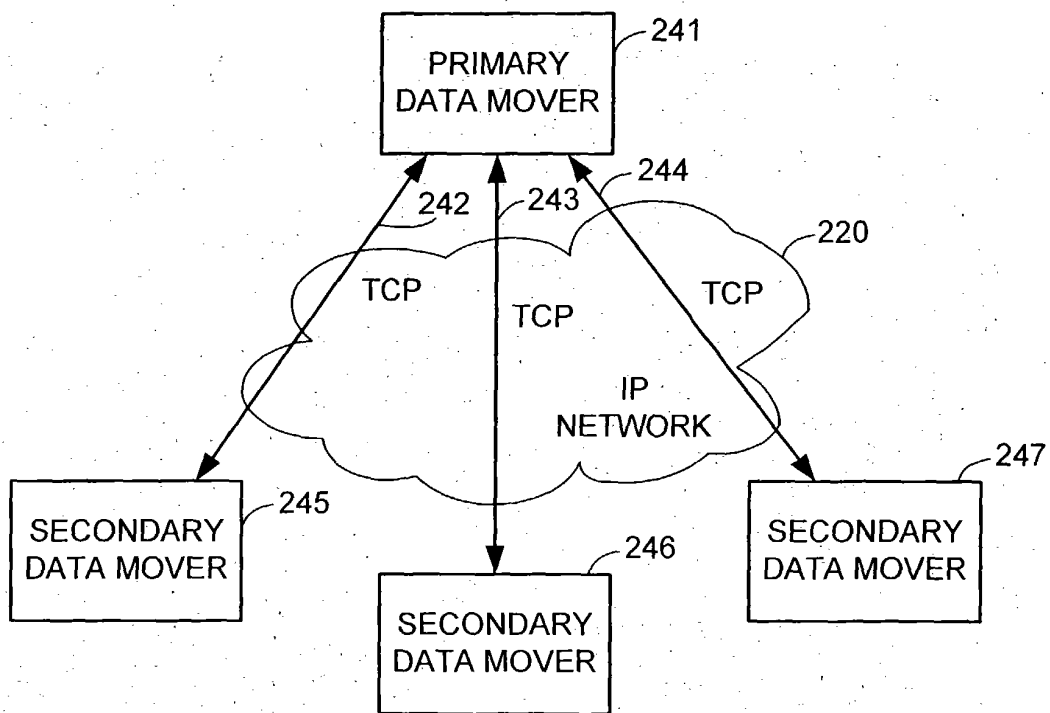 241
PRIMARY
DATA MOVER
244
242
243
220
TCP
TCP
TCP
IP
NETWORK
247
245
SECONDARY
DATA MOVER
SECONDARY
DATA MOVER
246
SECONDARY
DATA MOVER